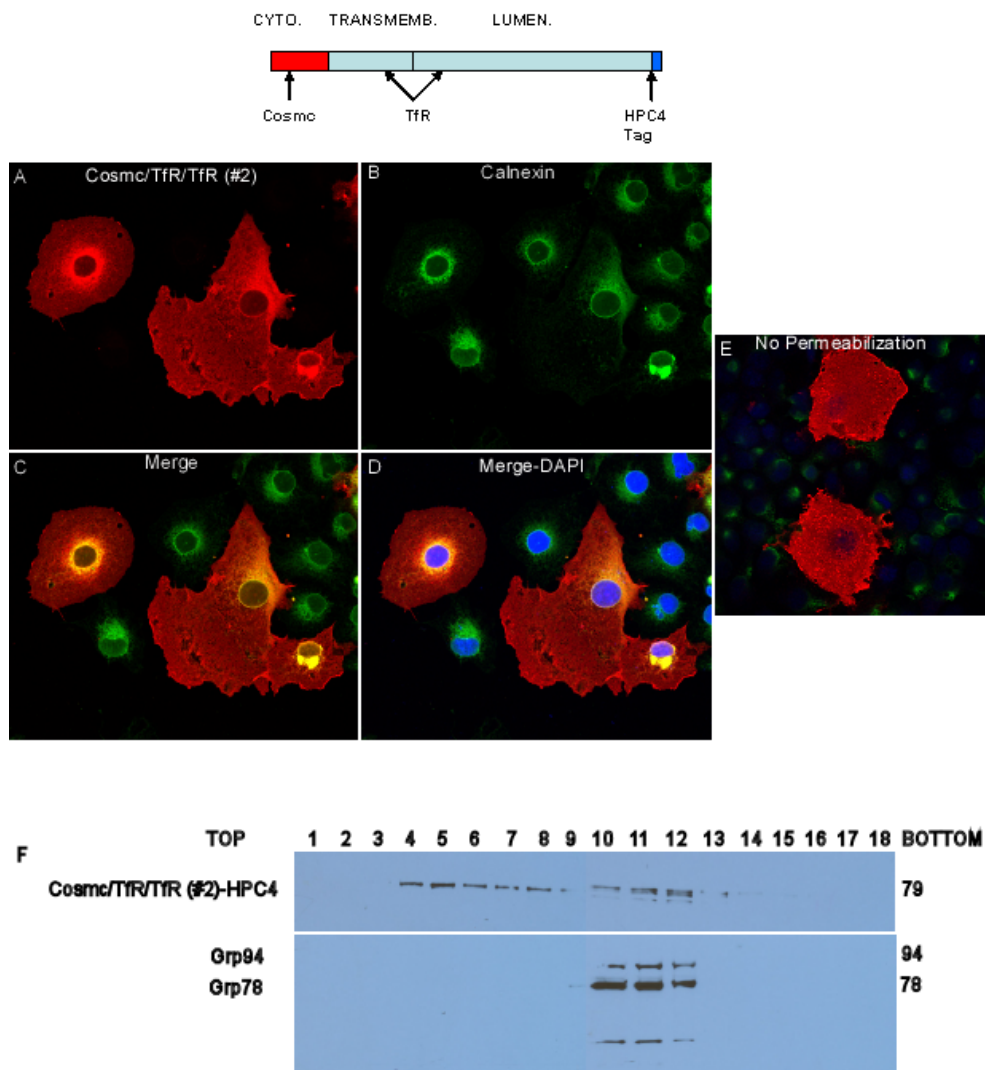 CYTO. TRANSMEMB. LUMEN.
Cosmc TfR HPC4
Tag
A Cosmc/TfR/TfR (#2)
B Calnexin
E No Permeabilization
C Merge
D Merge-DAPI
F TOP 1 2 3 4 5 6 7 8 9 10 11 12 13 14 15 16 17 18 BOTTOM
Cosmc/TfR/TfR (#2)-HPC4 79
Grp94 94
Grp78 78